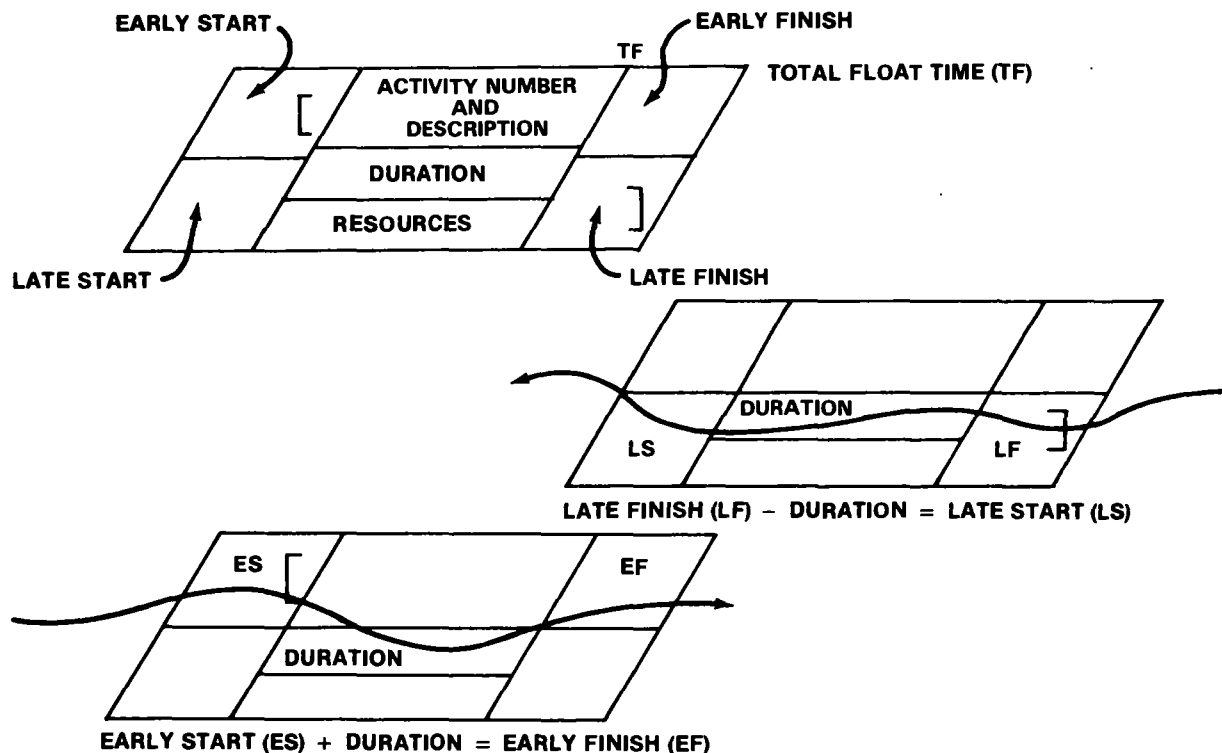 EARLY START
EARLY FINISH
TF
TOTAL FLOAT TIME (TF)
ACTIVITY NUMBER
AND
DESCRIPTION
DURATION
RESOURCES
LATE START
LATE FINISH
DURATION
LS
LF
LATE FINISH (LF) – DURATION = LATE START (LS)
ES
EF
DURATION
EARLY START (ES) + DURATION = EARLY FINISH (EF)